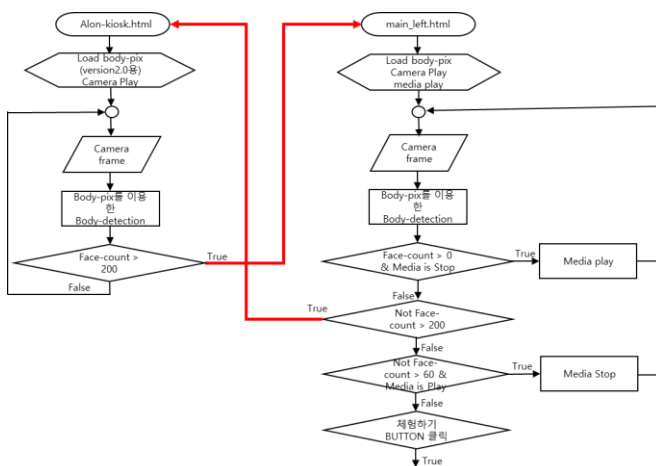 Alon-kiosk.html
Load body-pix
(version2.0용)
Camera Play
Camera
frame
Body-pix를 이용
한
Body-detection
Face-count >
200
True
False
main_left.html
Load body-pix
Camera Play
media play
Camera
frame
Body-pix를 이용
한
Body-detection
Face-count > 0
& Media is Stop
True
Media play
False
True
Not Face-
count > 200
False
Not Face-
count > 60 &
Media is Play
True
Media Stop
False
체험하기
BUTTON 클릭
True